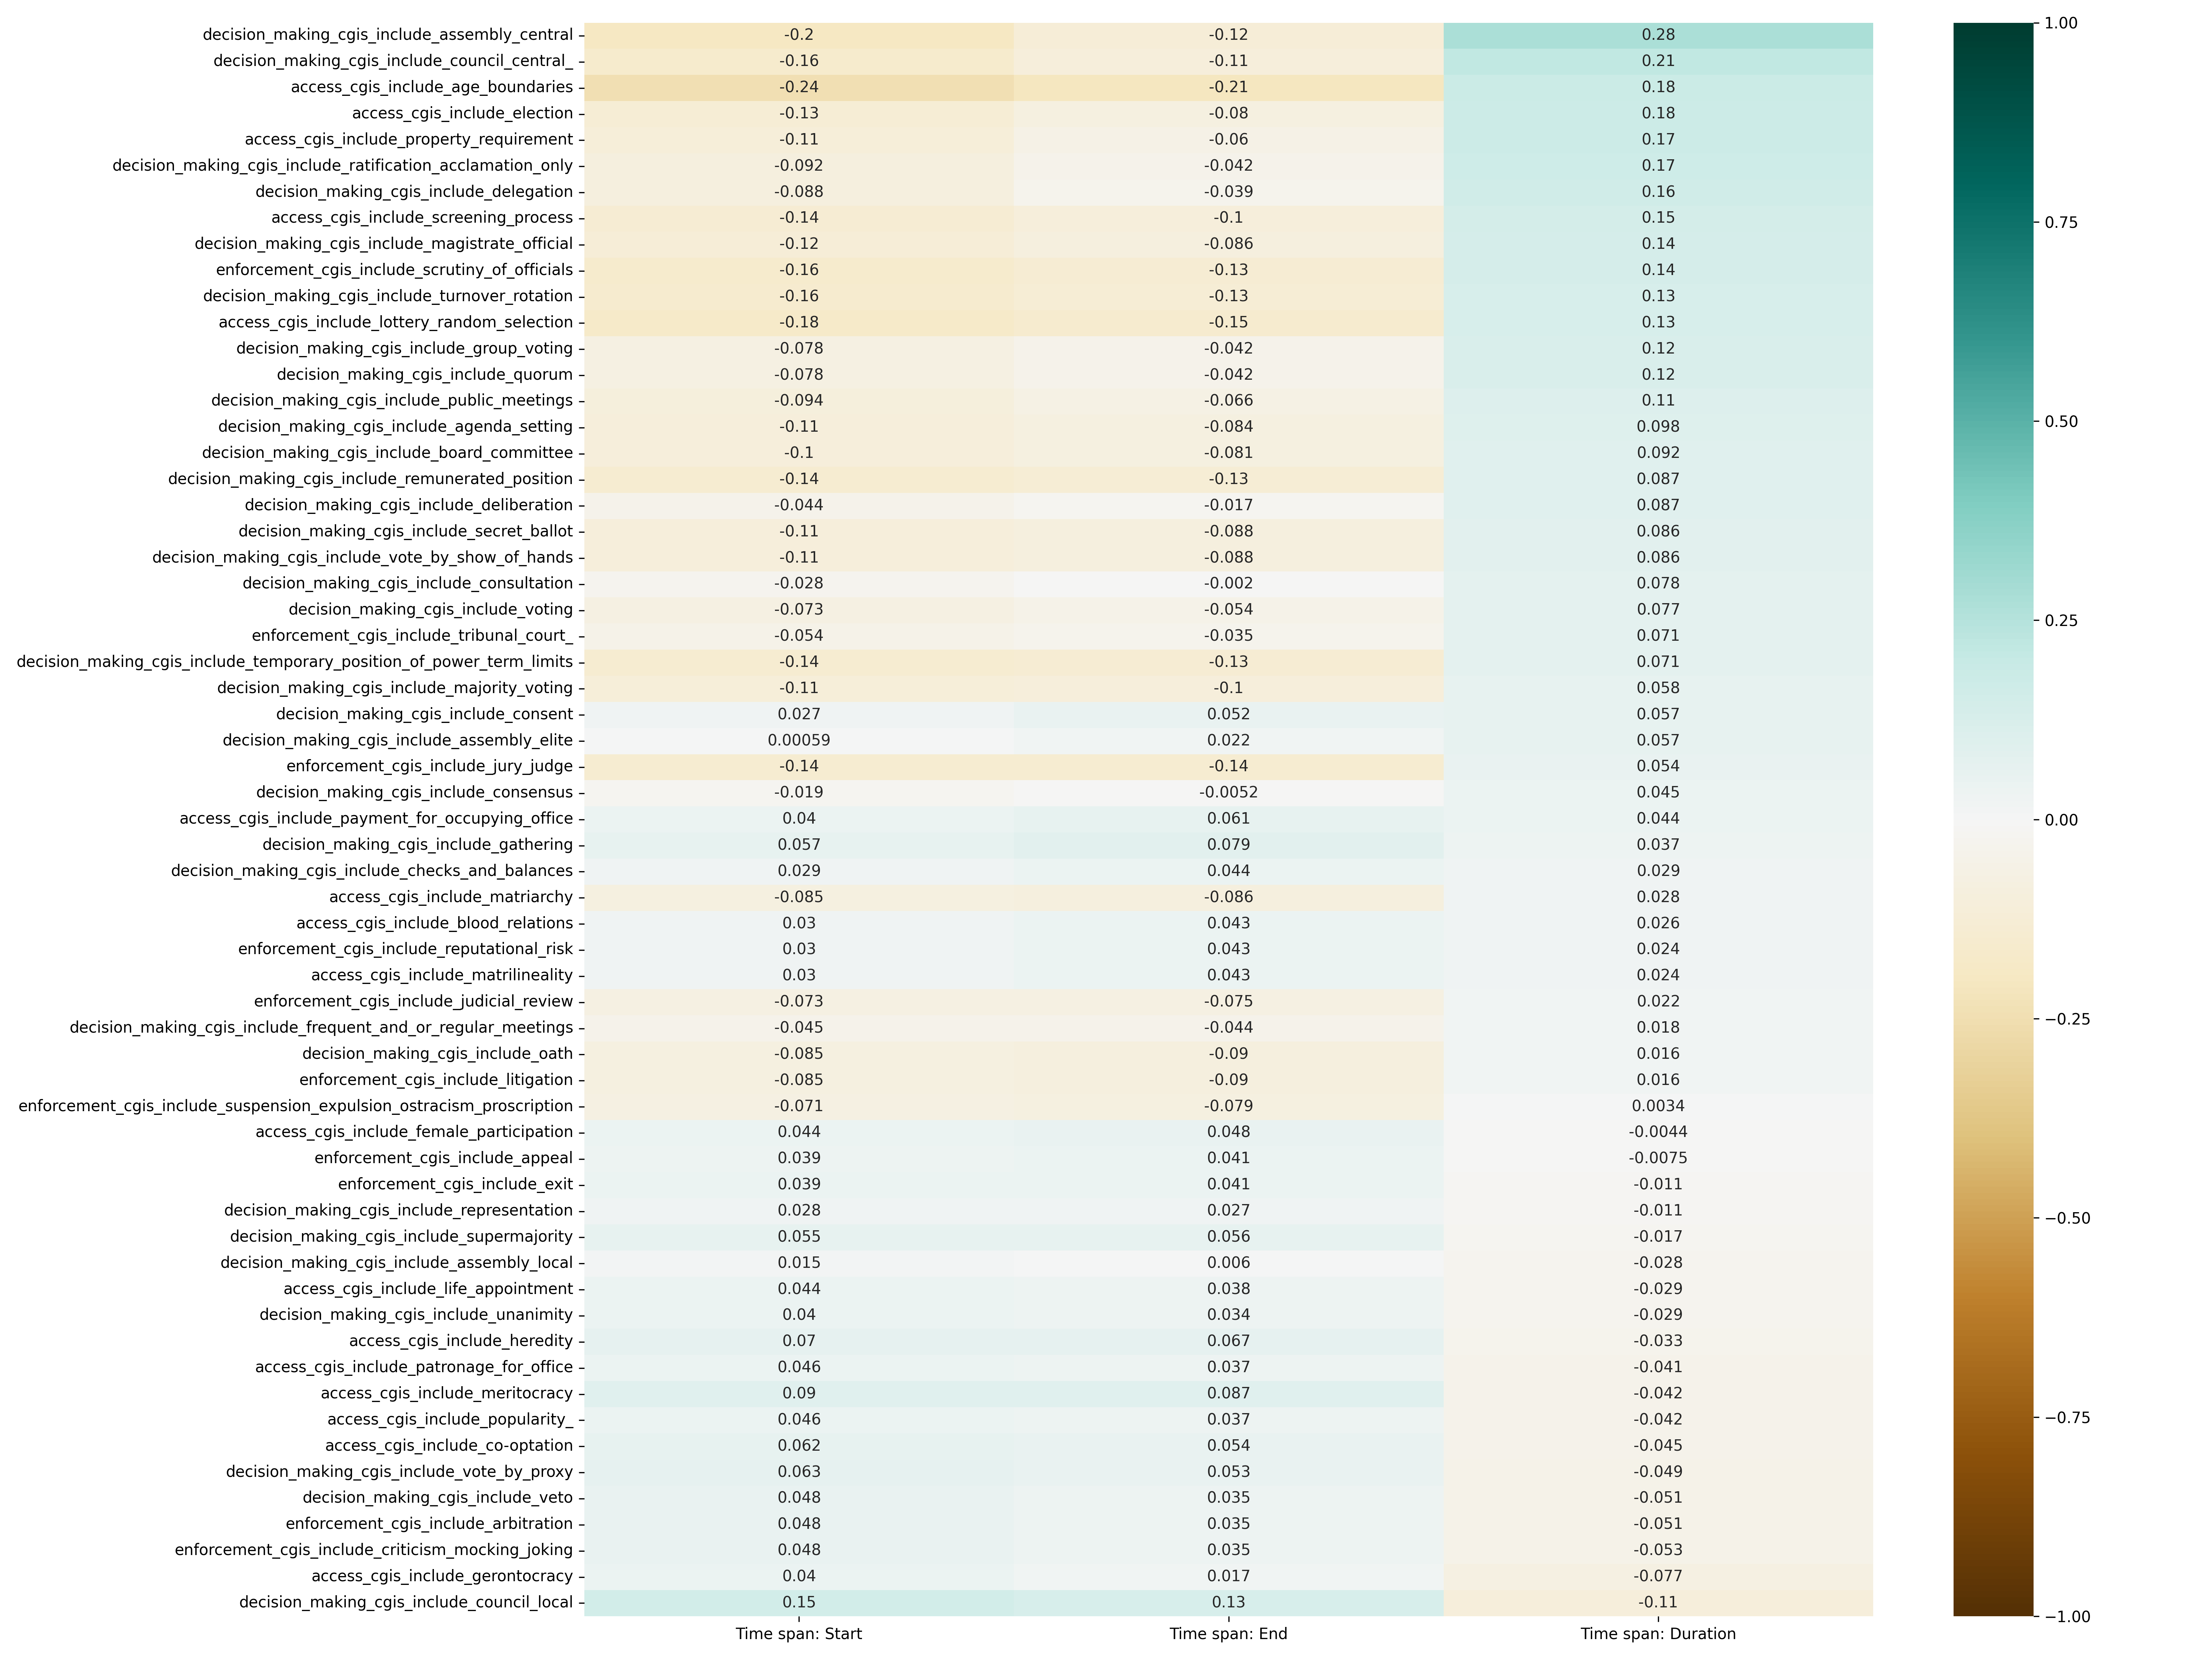 decision_making_cgis_include_assembly_central -0.2 -0.12 0.28
decision_making_cgis_include_council_central_ -0.16 -0.11 0.21
access_cgis_include_age_boundaries -0.24 -0.21 0.18
access_cgis_include_election -0.13 -0.08 0.18
access_cgis_include_property_requirement -0.11 -0.06 0.17
decision_making_cgis_include_ratification_acclamation_only -0.092 -0.042 0.17
decision_making_cgis_include_delegation -0.088 -0.039 0.16
access_cgis_include_screening_process -0.14 -0.1 0.15
decision_making_cgis_include_magistrate_official -0.12 -0.086 0.14
enforcement_cgis_include_scrutiny_of_officials -0.16 -0.13 0.14
decision_making_cgis_include_turnover_rotation -0.16 -0.13 0.13
access_cgis_include_lottery_random_selection -0.18 -0.15 0.13
decision_making_cgis_include_group_voting -0.078 -0.042 0.12
decision_making_cgis_include_quorum -0.078 -0.042 0.12
decision_making_cgis_include_public_meetings -0.094 -0.066 0.11
decision_making_cgis_include_agenda_setting -0.11 -0.084 0.098
decision_making_cgis_include_board_committee -0.1 -0.081 0.092
decision_making_cgis_include_remunerated_position -0.14 -0.13 0.087
decision_making_cgis_include_deliberation -0.044 -0.017 0.087
decision_making_cgis_include_secret_ballot -0.11 -0.088 0.086
decision_making_cgis_include_vote_by_show_of_hands -0.11 -0.088 0.086
decision_making_cgis_include_consultation -0.028 -0.002 0.078
decision_making_cgis_include_voting -0.073 -0.054 0.077
enforcement_cgis_include_tribunal_court_ -0.054 -0.035 0.071
decision_making_cgis_include_temporary_position_of_power_term_limits -0.14 -0.13 0.071
decision_making_cgis_include_majority_voting -0.11 -0.1 0.058
decision_making_cgis_include_consent 0.027 0.052 0.057
decision_making_cgis_include_assembly_elite 0.00059 0.022 0.057
enforcement_cgis_include_jury_judge -0.14 -0.14 0.054
decision_making_cgis_include_consensus -0.019 -0.0052 0.045
access_cgis_include_payment_for_occupying_office 0.04 0.061 0.044
decision_making_cgis_include_gathering 0.057 0.079 0.037
decision_making_cgis_include_checks_and_balances 0.029 0.044 0.029
access_cgis_include_matriarchy -0.085 -0.086 0.028
access_cgis_include_blood_relations 0.03 0.043 0.026
enforcement_cgis_include_reputational_risk 0.03 0.043 0.024
access_cgis_include_matrilineality 0.03 0.043 0.024
enforcement_cgis_include_judicial_review -0.073 -0.075 0.022
decision_making_cgis_include_frequent_and_or_regular_meetings -0.045 -0.044 0.018
decision_making_cgis_include_oath -0.085 -0.09 0.016
enforcement_cgis_include_litigation -0.085 -0.09 0.016
enforcement_cgis_include_suspension_expulsion_ostracism_proscription -0.071 -0.079 0.0034
access_cgis_include_female_participation 0.044 0.048 -0.0044
enforcement_cgis_include_appeal 0.039 0.041 -0.0075
enforcement_cgis_include_exit 0.039 0.041 -0.011
decision_making_cgis_include_representation 0.028 0.027 -0.011
decision_making_cgis_include_supermajority 0.055 0.056 -0.017
decision_making_cgis_include_assembly_local 0.015 0.006 -0.028
access_cgis_include_life_appointment 0.044 0.038 -0.029
decision_making_cgis_include_unanimity 0.04 0.034 -0.029
access_cgis_include_heredity 0.07 0.067 -0.033
access_cgis_include_patronage_for_office 0.046 0.037 -0.041
access_cgis_include_meritocracy 0.09 0.087 -0.042
access_cgis_include_popularity_ 0.046 0.037 -0.042
access_cgis_include_co-optation 0.062 0.054 -0.045
decision_making_cgis_include_vote_by_proxy 0.063 0.053 -0.049
decision_making_cgis_include_veto 0.048 0.035 -0.051
enforcement_cgis_include_arbitration 0.048 0.035 -0.051
enforcement_cgis_include_criticism_mocking_joking 0.048 0.035 -0.053
access_cgis_include_gerontocracy 0.04 0.017 -0.077
decision_making_cgis_include_council_local 0.15 0.13 -0.11
Time span: Start Time span: End Time span: Duration
1.00
0.75
0.50
0.25
0.00
−0.25
−0.50
−0.75
−1.00